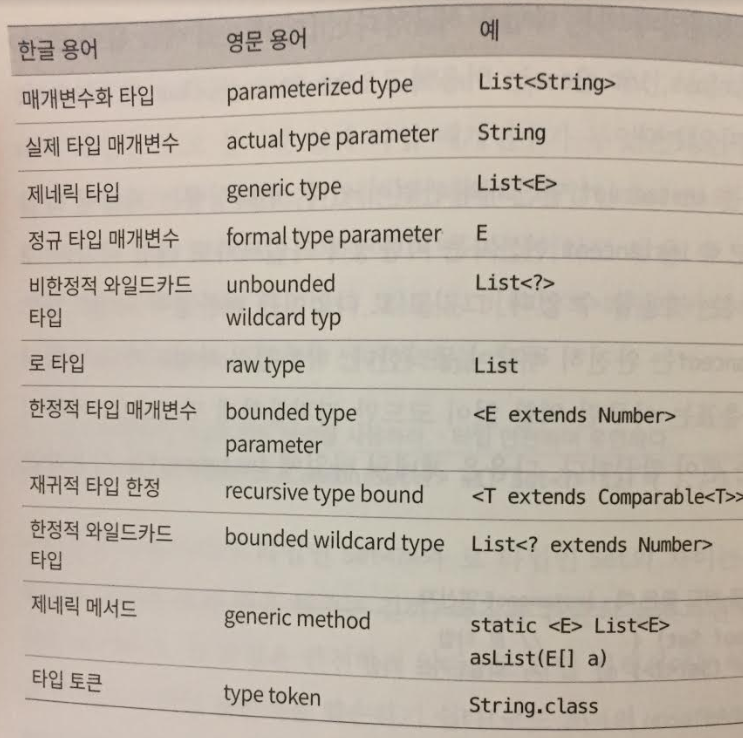 한글 용어 영문 용어 예
매개변수화 타입 parameterized type List<String>
실제 타입 매개변수 actual type parameter String
제네릭 타입 generic type List<E>
정규 타입 매개변수 formal type parameter E
비한정적 와일드카드 unbounded List<?>
타입 wildcard typ
로 타입 raw type List
한정적 타입 매개변수 bounded type <E extends Number>
parameter
재귀적 타입 한정 recursive type bound <T extends Comparable<T>>
한정적 와일드카드 bounded wildcard type List<? extends Number>
타입
제네릭 메서드 generic method static <E> List<E>
asList(E[] a)
타입 토큰 type token String.class